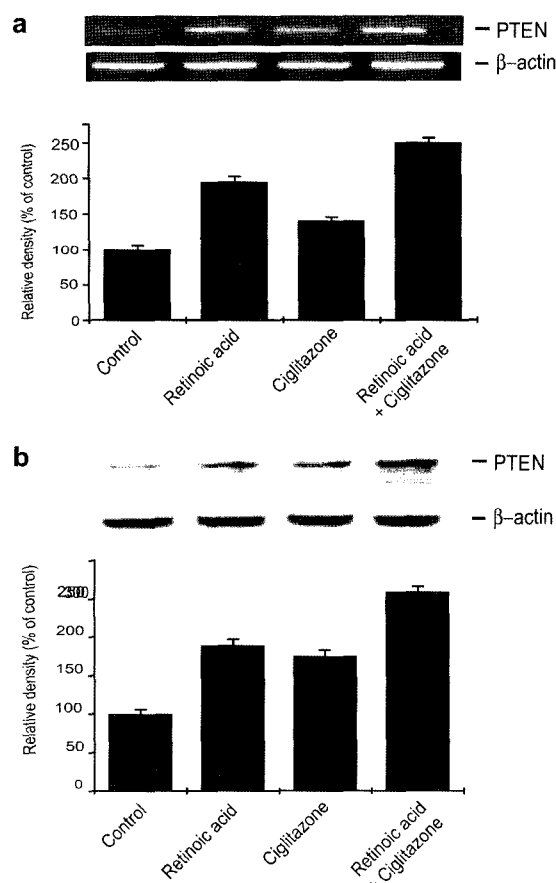 a
– PTEN
– β–actin
Relative density (% of control)
250
200
150
100
50
0
Control
Retinoic acid
Ciglitazone
Retinoic acid
+ Ciglitazone
b
– PTEN
– β–actin
Relative density (% of control)
200
150
100
50
0
Control
Retinoic acid
Ciglitazone
Retinoic acid
Ciglitazone